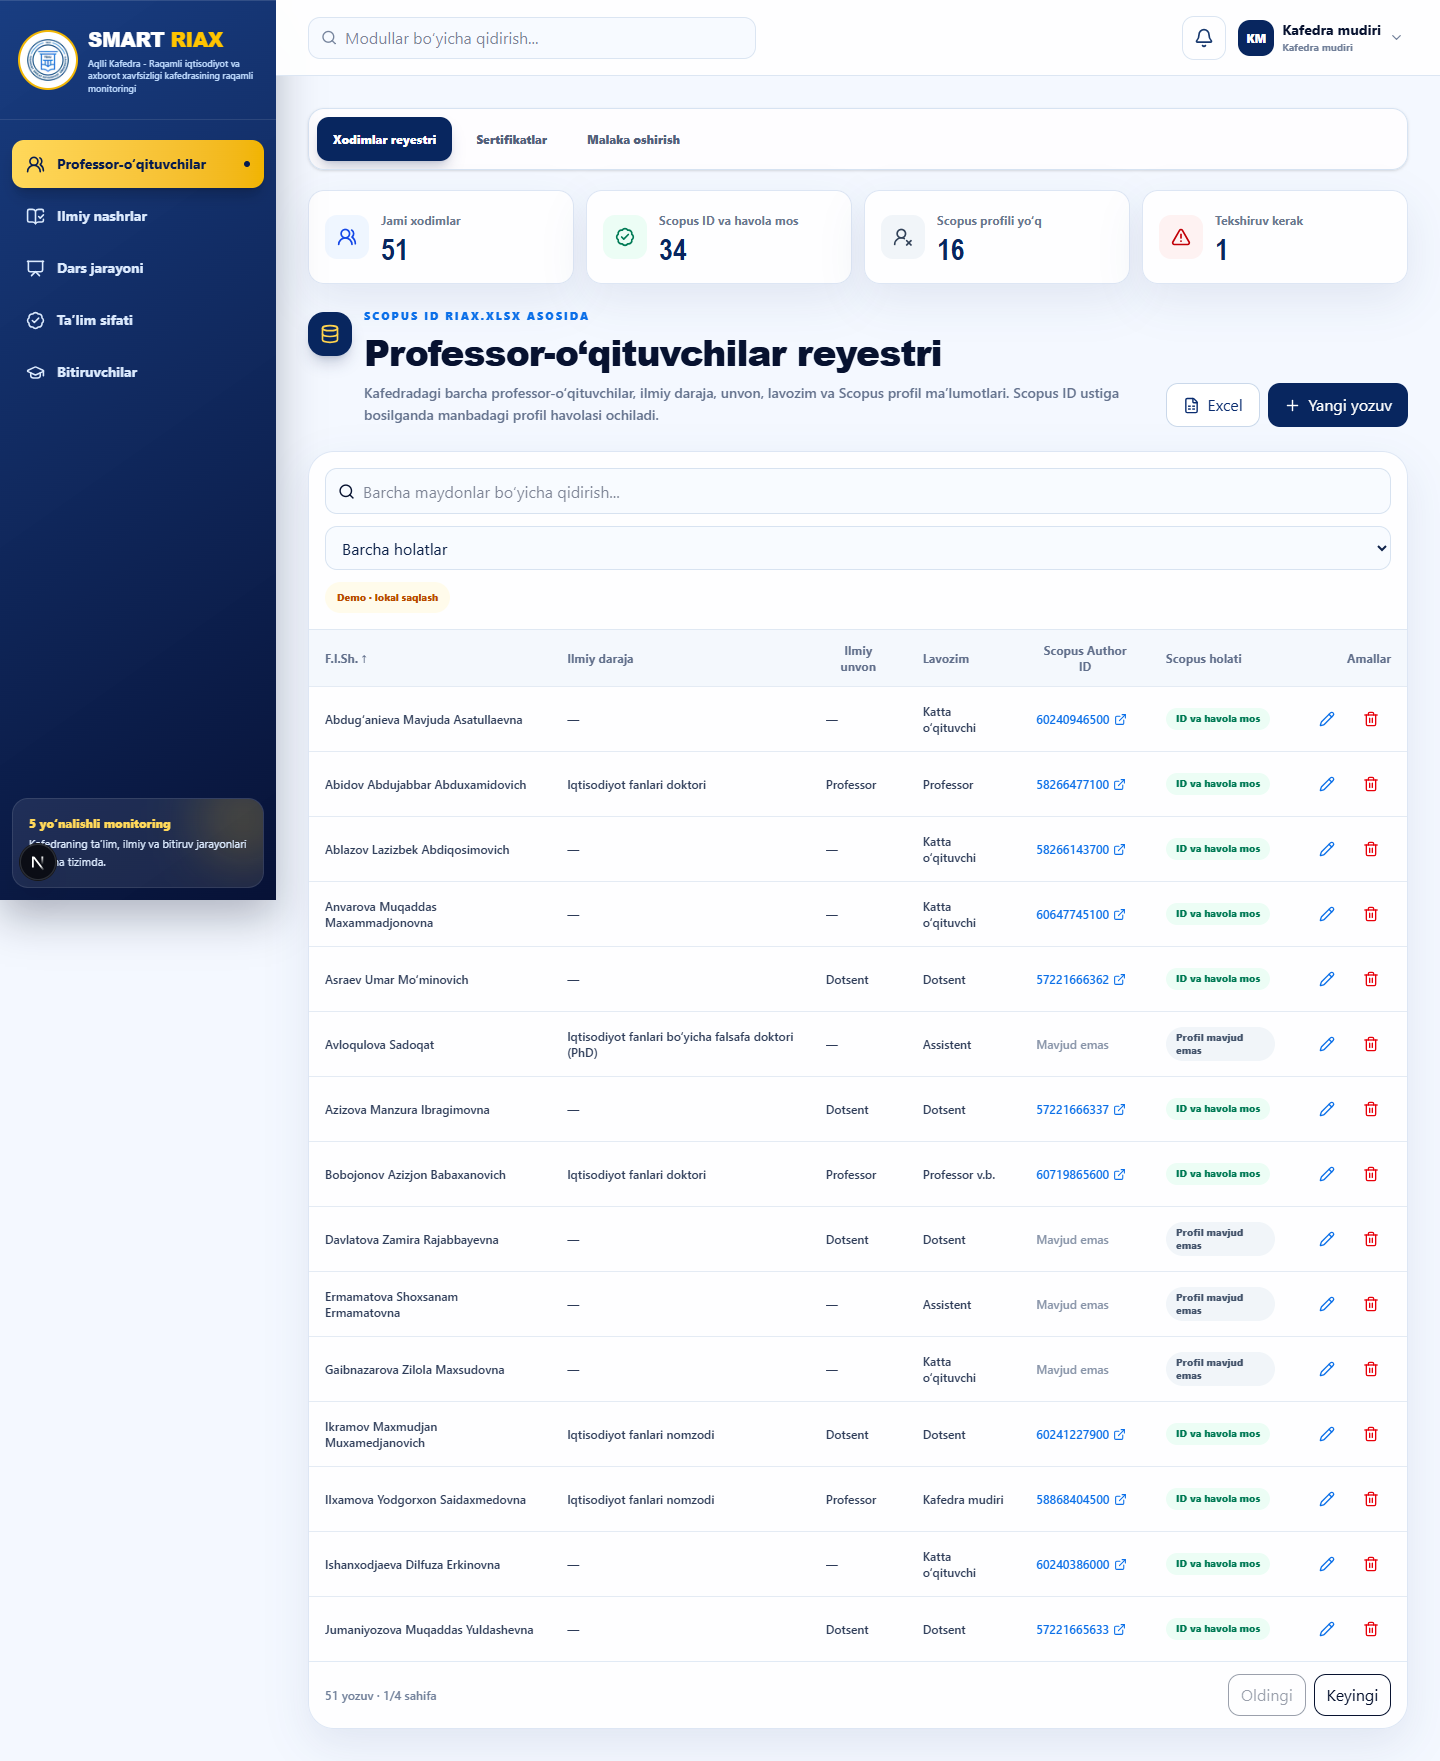 SMART RIAX
Aqlli Kafedra - Raqamli iqtisodiyot va
axborot xavfsizligi kafedrasining raqamli
monitoringi
Professor-o‘qituvchilar
Ilmiy nashrlar
Dars jarayoni
Ta’lim sifati
Bitiruvchilar
5 yo‘nalishli monitoring
Kafedraning ta’lim, ilmiy va bitiruv jarayonlari
tizimda.
N
Modullar bo‘yicha qidirish...
KM
Kafedra mudiri
Kafedra mudiri
Xodimlar reyestri
Sertifikatlar
Malaka oshirish
Jami xodimlar
51
Scopus ID va havola mos
34
Scopus profili yo‘q
16
Tekshiruv kerak
1
SCOPUS ID RIAX.XLSX ASOSIDA
Professor-o‘qituvchilar reyestri
Kafedradagi barcha professor-o‘qituvchilar, ilmiy daraja, unvon, lavozim va Scopus profil ma’lumotlari. Scopus ID ustiga
bosilganda manbadagi profil havolasi ochiladi.
Excel
+ Yangi yozuv
Barcha maydonlar bo‘yicha qidirish...
Barcha holatlar
Demo · lokal saqlash
F.I.Sh. ↑ Ilmiy daraja Ilmiy unvon Lavozim Scopus Author ID Scopus holati Amallar
Abdug‘anieva Mavjuda Asatullaevna — — Katta o‘qituvchi 60240946500 ID va havola mos
Abidov Abdujabbar Abduxamidovich Iqtisodiyot fanlari doktori Professor Professor 58266477100 ID va havola mos
Ablazov Lazizbek Abdiqosimovich — — Katta o‘qituvchi 58266143700 ID va havola mos
Anvarova Muqaddas Maxammadjonovna — — Katta o‘qituvchi 60647745100 ID va havola mos
Asraev Umar Mo‘minovich — Dotsent Dotsent 57221666362 ID va havola mos
Avloqulova Sadoqat Iqtisodiyot fanlari bo‘yicha falsafa doktori (PhD) — Assistent Mavjud emas Profil mavjud emas
Azizova Manzura Ibragimovna — Dotsent Dotsent 57221666337 ID va havola mos
Bobojonov Azizjon Babaxanovich Iqtisodiyot fanlari doktori Professor Professor v.b. 60719865600 ID va havola mos
Davlatova Zamira Rajabbayevna — Dotsent Dotsent Mavjud emas Profil mavjud emas
Ermamatova Shoxsanam Ermamatovna — — Assistent Mavjud emas Profil mavjud emas
Gaibnazarova Zilola Maxsudovna — — Katta o‘qituvchi Mavjud emas Profil mavjud emas
Ikramov Maxmudjan Muxamedjanovich Iqtisodiyot fanlari nomzodi Dotsent Dotsent 60241227900 ID va havola mos
Ilxamova Yodgorxon Saidaxmedovna Iqtisodiyot fanlari nomzodi Professor Kafedra mudiri 58868404500 ID va havola mos
Ishanxodjaeva Dilfuza Erkinovna — — Katta o‘qituvchi 60240386000 ID va havola mos
Jumaniyozova Muqaddas Yuldashevna — Dotsent Dotsent 57221665633 ID va havola mos
51 yozuv · 1/4 sahifa
Oldingi
Keyingi